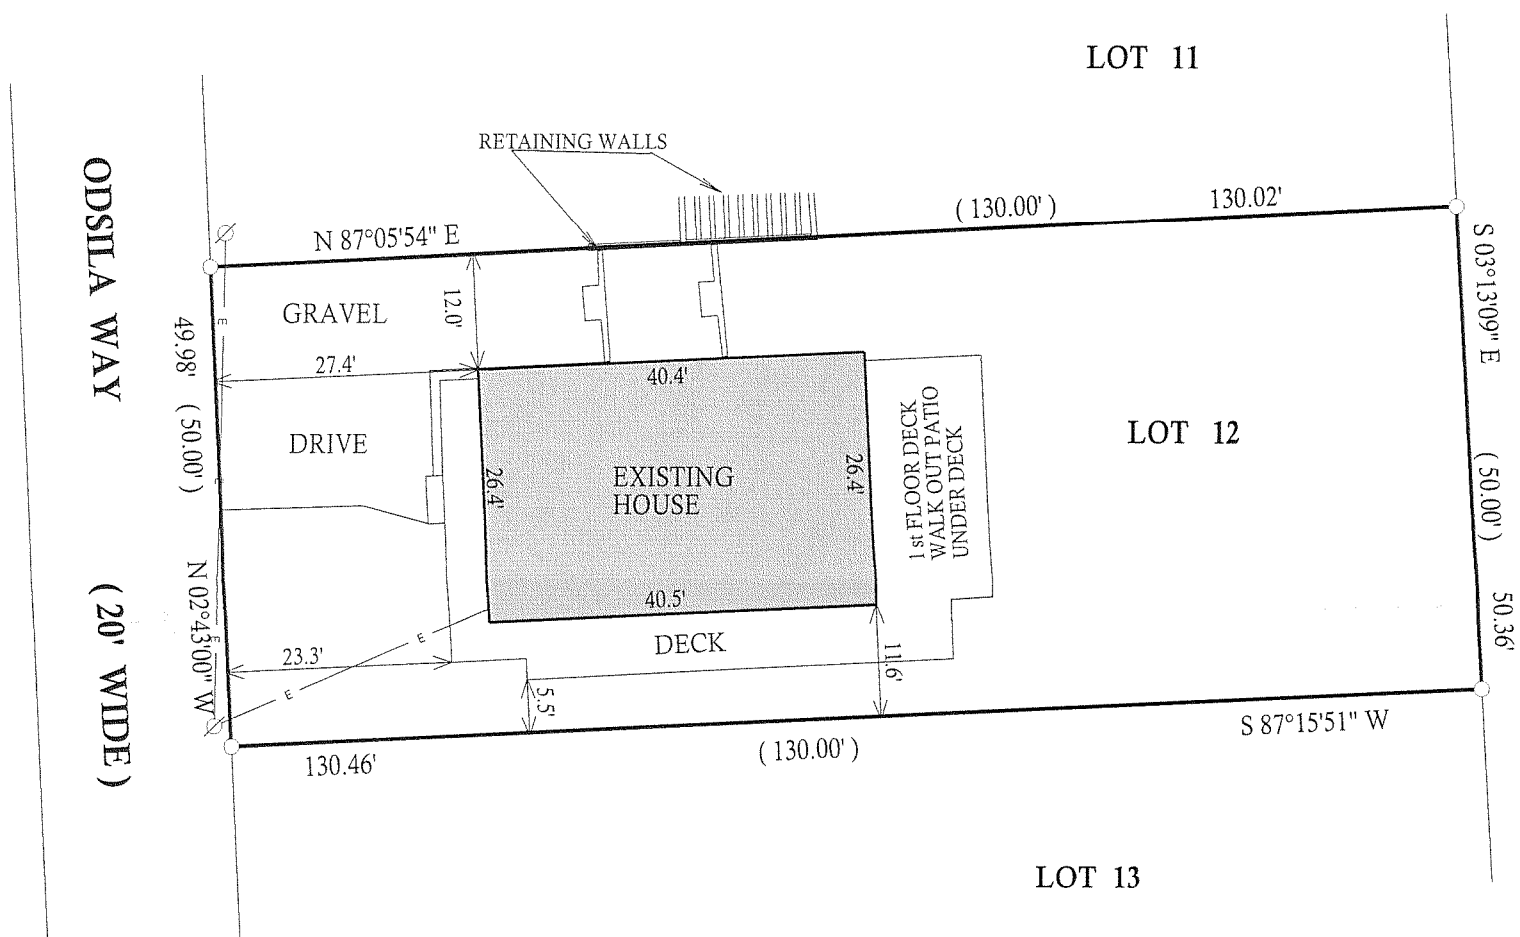 LOT 11
RETAINING WALLS
( 130.00' )
130.02'
N 87°05'54" E
S 03°13'09" E
( 50.00' )
50.36'
ODSILA WAY
( 20' WIDE )
49.98'
( 50.00' )
N 02°43'00" W
GRAVEL
12.0'
27.4'
DRIVE
40.4'
26.4'
EXISTING
HOUSE
26.4'
40.5'
1st FLOOR DECK
WALK OUT PATIO
UNDER DECK
LOT 12
DECK
11.6'
23.3'
5.5'
E
E
E
E
130.46'
( 130.00' )
S 87°15'51" W
LOT 13